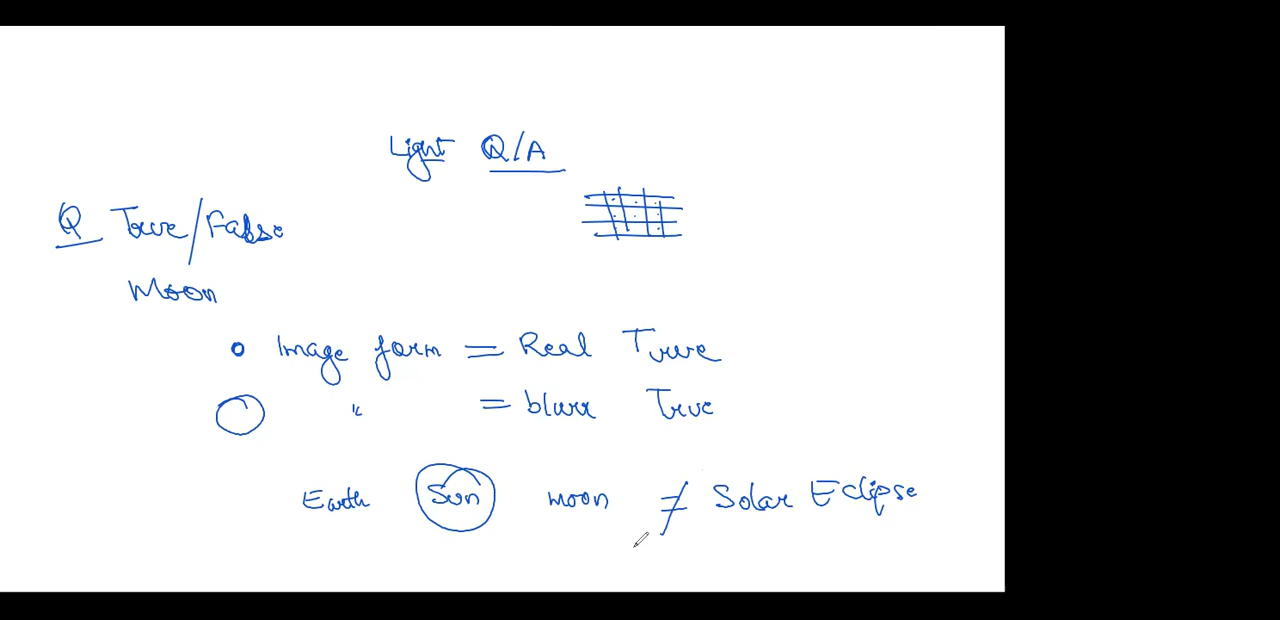 Light Q/A
Q True/False
Moon
Image form = Real True
" = blurr True
Earth Sun moon ≠ Solar Eclipse